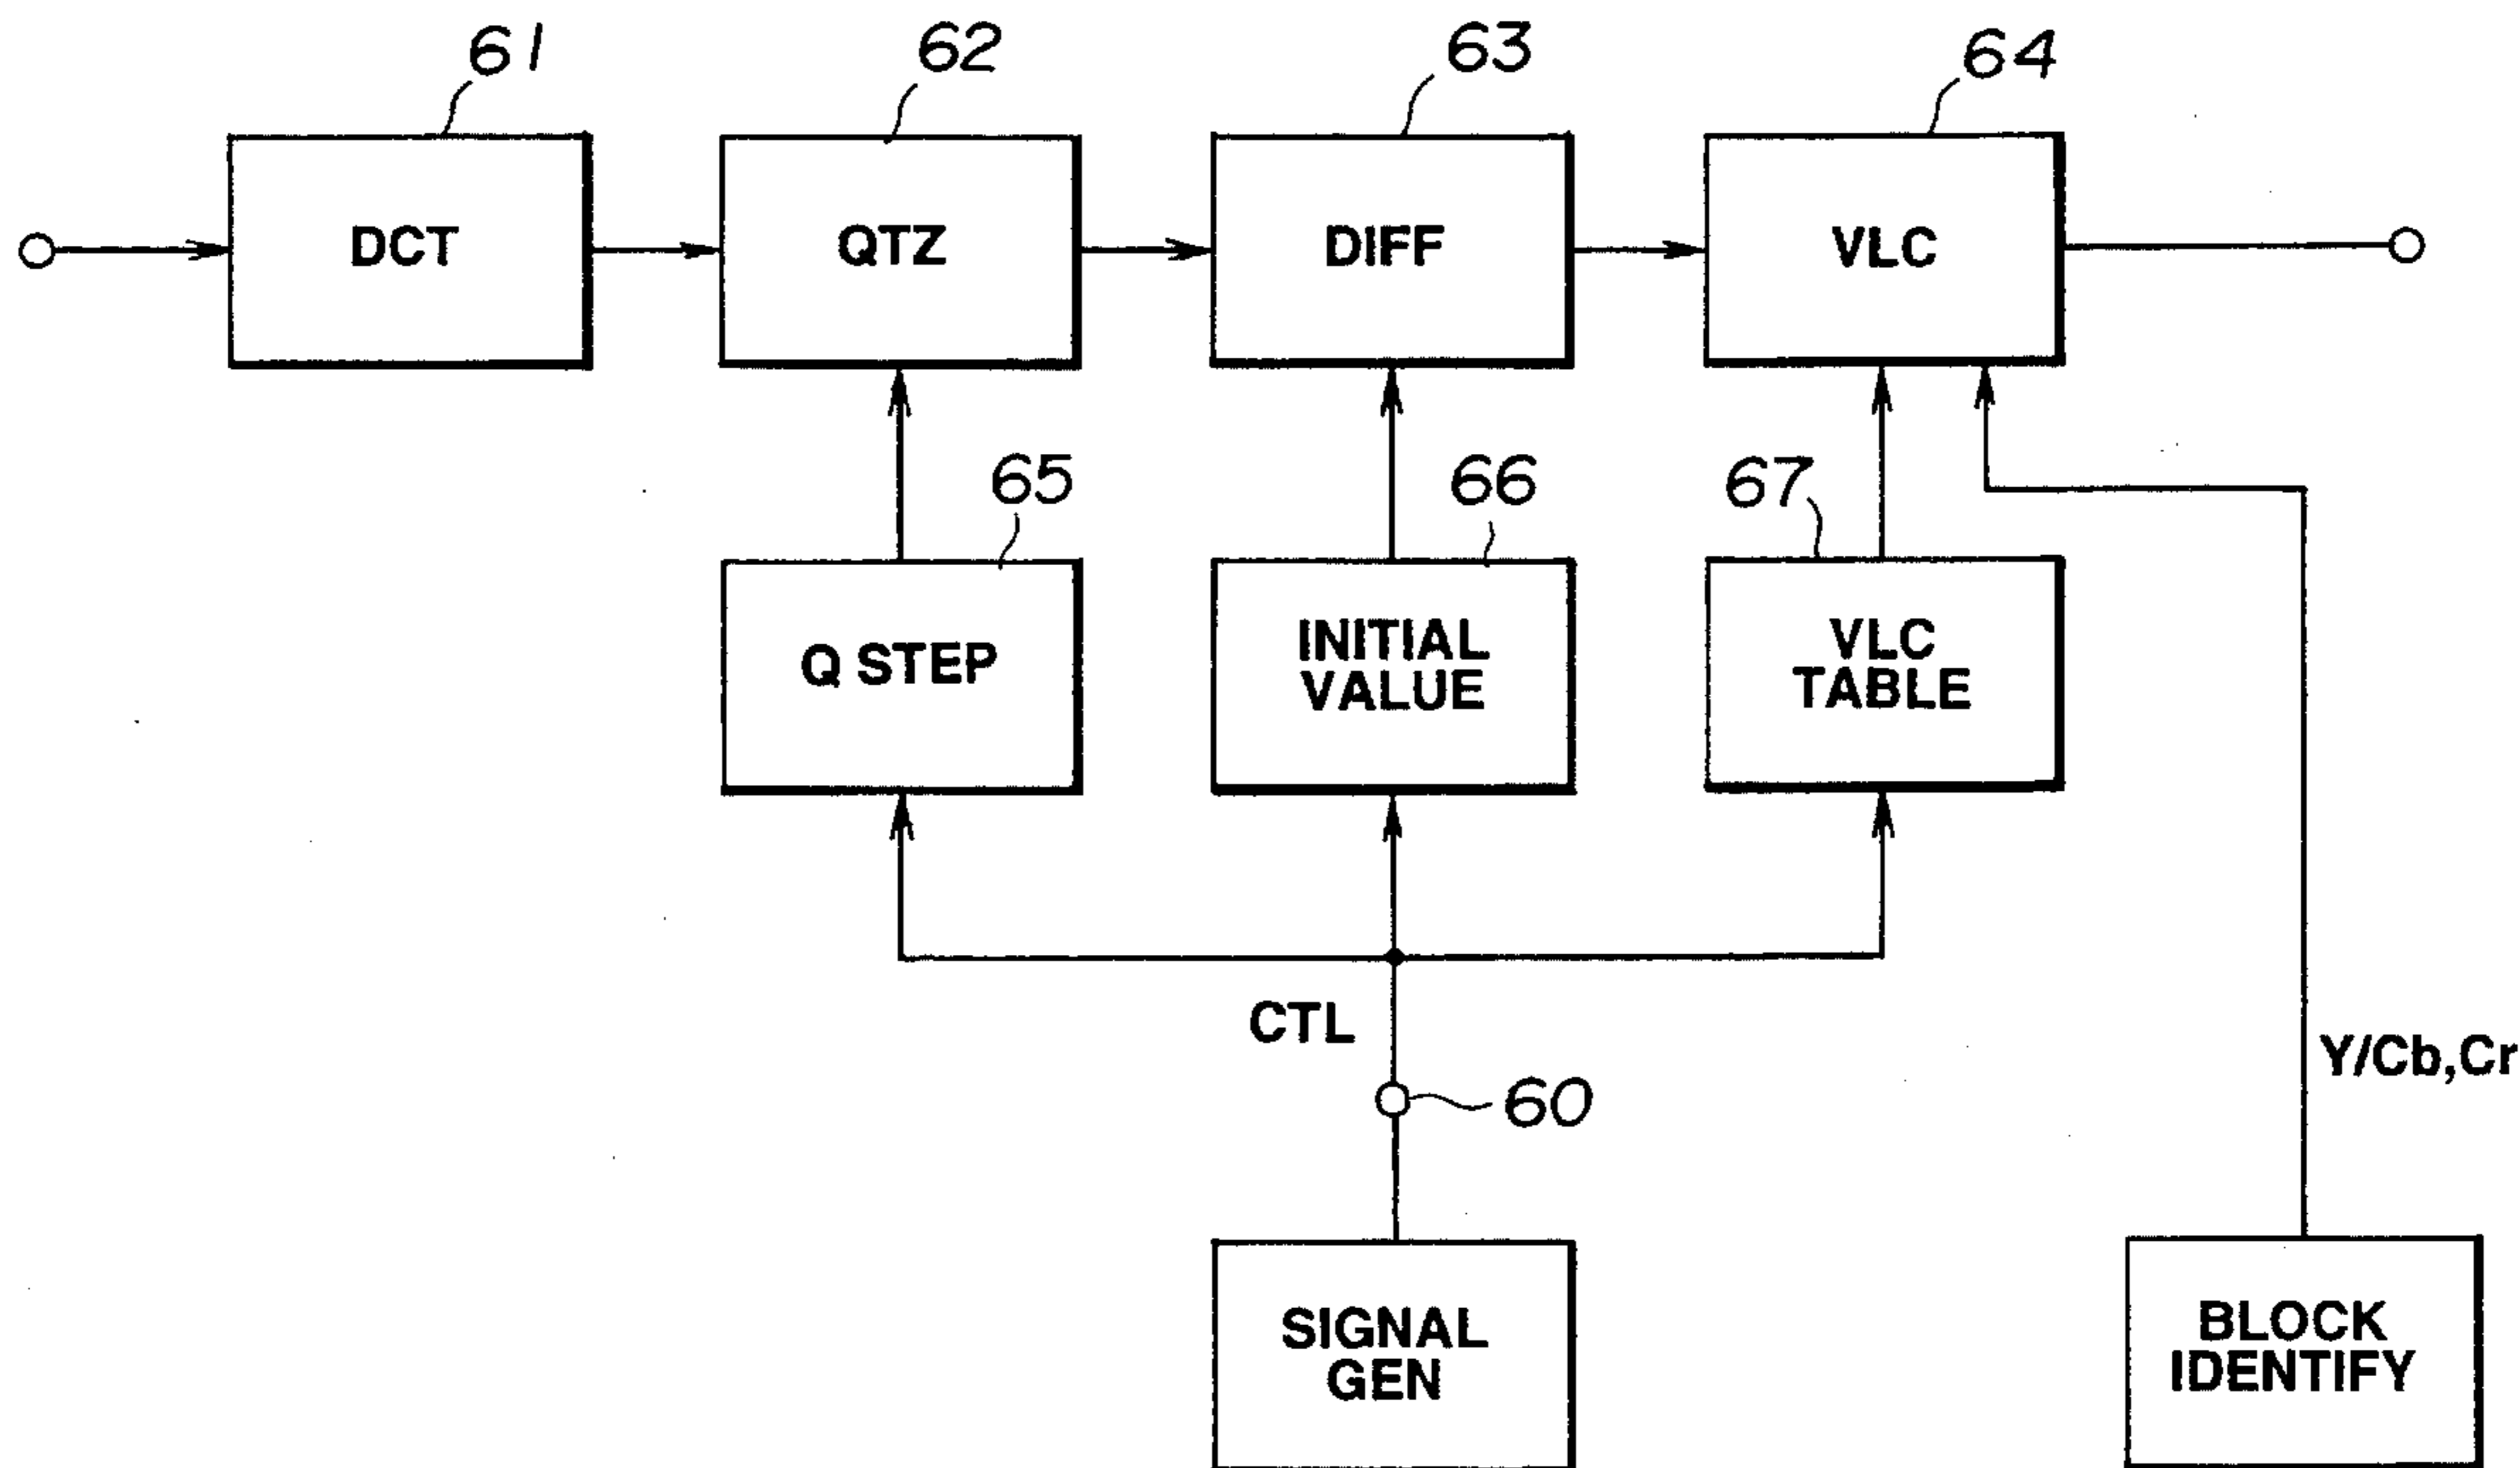 61
62
63
64
DCT
QTZ
DIFF
VLC
65
66
67
Q STEP
INITIAL
VALUE
VLC
TABLE
CTL
Y/Cb,Cr
60
SIGNAL
GEN
BLOCK
IDENTIFY